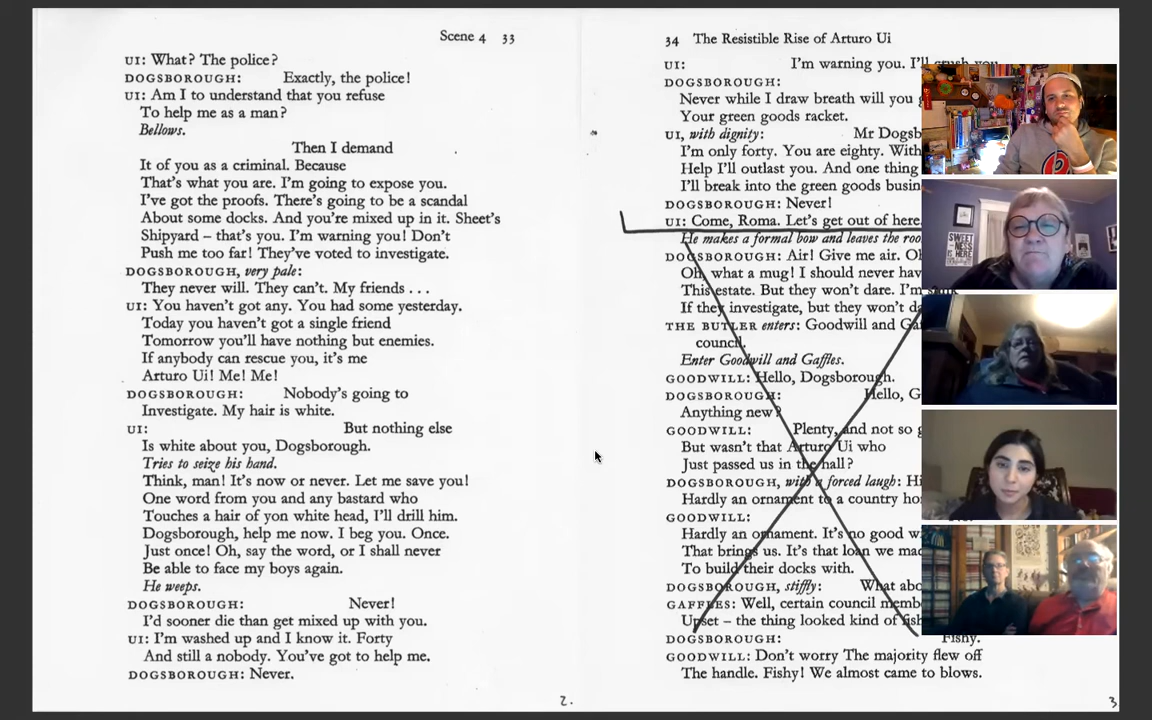 Scene 4 33
UI: What? The police?
DOGSBOROUGH: Exactly, the police!
UI: Am I to understand that you refuse
To help me as a man?
Bellows.
Then I demand
It of you as a criminal. Because
That's what you are. I'm going to expose you.
I've got the proofs. There's going to be a scandal
About some docks. And you're mixed up in it. Sheet's
Shipyard – that's you. I'm warning you! Don't
Push me too far! They've voted to investigate.
DOGSBOROUGH, very pale:
They never will. They can't. My friends . . .
UI: You haven't got any. You had some yesterday.
Today you haven't got a single friend
Tomorrow you'll have nothing but enemies.
If anybody can rescue you, it's me
Arturo Ui! Me! Me!
DOGSBOROUGH: Nobody's going to
Investigate. My hair is white.
UI: But nothing else
Is white about you, Dogsborough.
Tries to seize his hand.
Think, man! It's now or never. Let me save you!
One word from you and any bastard who
Touches a hair of yon white head, I'll drill him.
Dogsborough, help me now. I beg you. Once.
Just once! Oh, say the word, or I shall never
Be able to face my boys again.
He weeps.
DOGSBOROUGH: Never!
I'd sooner die than get mixed up with you.
UI: I'm washed up and I know it. Forty
And still a nobody. You've got to help me.
DOGSBOROUGH: Never.
2.
34 The Resistible Rise of Arturo Ui
UI: I'm warning you. I'll crush you
DOGSBOROUGH:
Never while I draw breath will you
Your green goods racket.
UI, with dignity: Mr Dogsb
I'm only forty. You are eighty. With
Help I'll outlast you. And one thing
I'll break into the green goods busin
DOGSBOROUGH: Never!
UI: Come, Roma. Let's get out of here.
He makes a formal bow and leaves the roo
DOGSBOROUGH: Air! Give me air.
Oh, what a mug! I should never hav
This estate. But they won't dare. I'm
If they investigate, but they won't da
THE BUTLER enters: Goodwill and
council.
Enter Goodwill and Gaffles.
GOODWILL: Hello, Dogsborough.
DOGSBOROUGH: Hello, G
Anything new?
GOODWILL: Plenty, and not so
But wasn't that Arturo Ui who
Just passed us in the hall?
DOGSBOROUGH, with a forced laugh: Hi
Hardly an ornament to a country ho
GOODWILL:
Hardly an ornament. It's no good w
That brings us. It's that loan we mad
To build their docks with.
DOGSBOROUGH, stiffly: What abo
GAFFLES: Well, certain council memb
Upset – the thing looked kind of fish
DOGSBOROUGH: Fishy.
GOODWILL: Don't worry The majority flew off
The handle. Fishy! We almost came to blows.
3
SWEET-
NESS
IS HERE